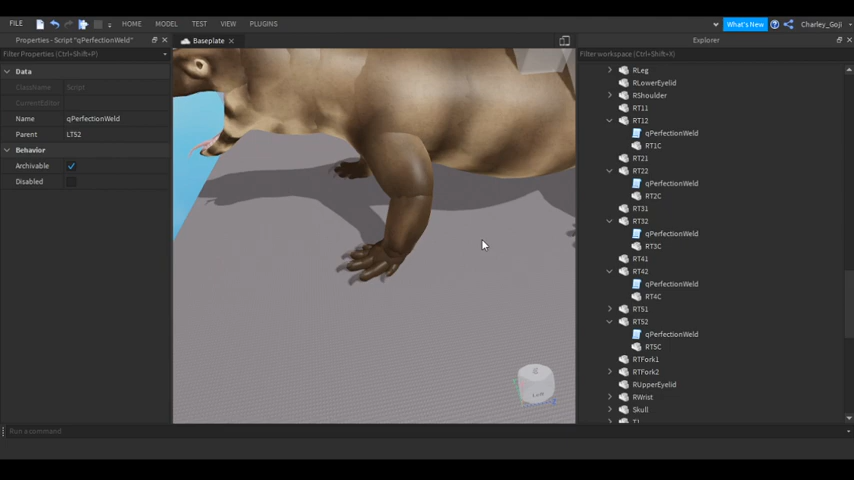 FILE HOME MODEL TEST VIEW PLUGINS What's New Charley_Goji
Properties - Script "qPerfectionWeld"
Filter Properties (Ctrl+Shift+P)
Data
ClassName Script
CurrentEditor
Name qPerfectionWeld
Parent LT52
Behavior
Archivable
Disabled
Baseplate
Explorer
Filter workspace (Ctrl+Shift+X)
RLeg
RLowerEyelid
RShoulder
RT11
RT12
qPerfectionWeld
RT1C
RT21
RT22
qPerfectionWeld
RT2C
RT31
RT32
qPerfectionWeld
RT3C
RT41
RT42
qPerfectionWeld
RT4C
RT51
RT52
qPerfectionWeld
RT5C
RTFork1
RTFork2
RUpperEyelid
RWrist
Skull
Run a command